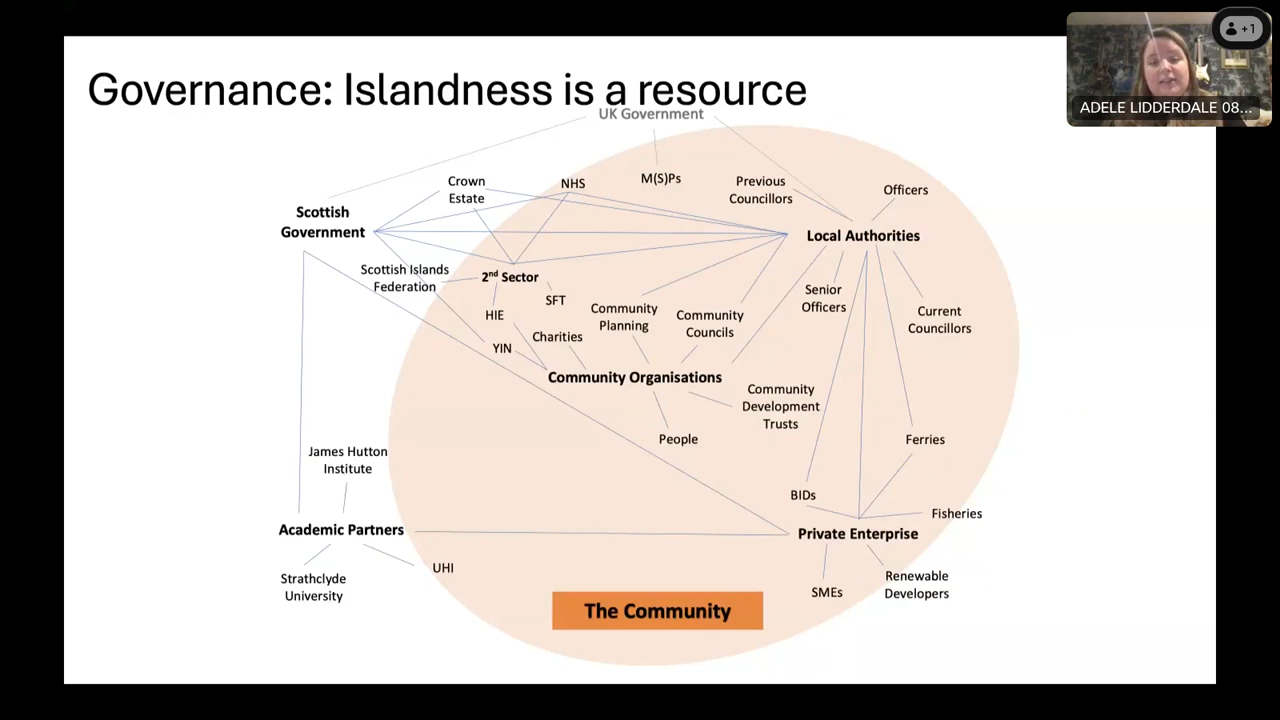 Governance: Islandness is a resource
+1
ADELE LIDDERDALE 08...
UK Government
Crown
Estate
NHS
M(S)Ps
Previous
Councillors
Officers
Scottish
Government
Local Authorities
Scottish Islands
Federation
2nd Sector
SFT
HIE
Community
Planning
Community
Councils
Senior
Officers
Current
Councillors
Charities
YIN
Community Organisations
Community
Development
Trusts
People
Ferries
James Hutton
Institute
BIDs
Fisheries
Academic Partners
Private Enterprise
UHI
Strathclyde
University
SMEs
Renewable
Developers
The Community